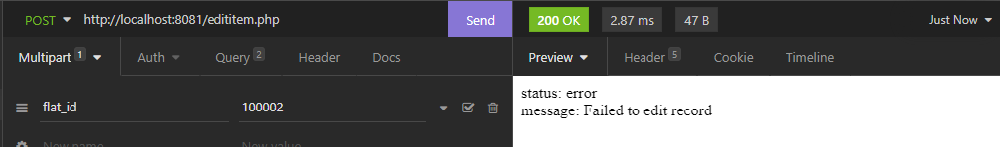 POST http://localhost:8081/edititem.php Send 200 OK 2.87 ms 47 B Just Now
Multipart 1 Auth Query 2 Header Docs Preview Header 5 Cookie Timeline
flat_id 100002
status: error
message: Failed to edit record
New name New value